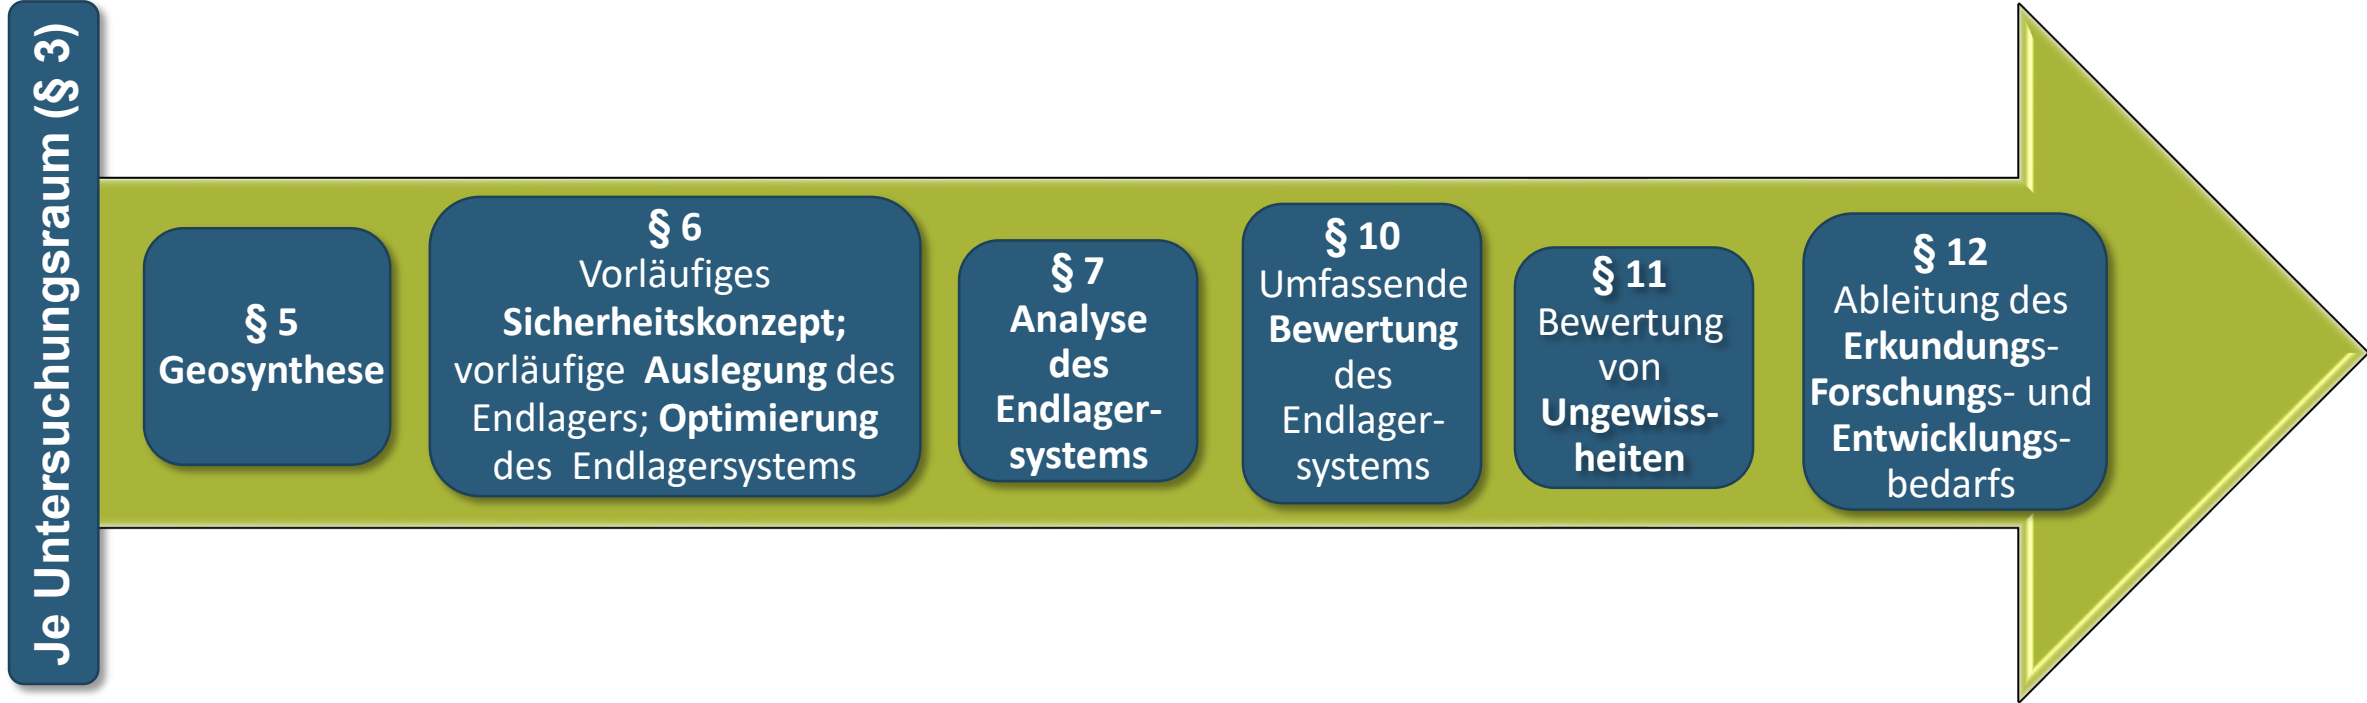 Je Untersuchungsraum (§ 3)
§ 5
Geosynthese
§ 6
Vorläufiges
Sicherheitskonzept;
vorläufige Auslegung des
Endlagers; Optimierung
des Endlagersystems
§ 7
Analyse
des
Endlager-
systems
§ 10
Umfassende
Bewertung
des
Endlager-
systems
§ 11
Bewertung
von
Ungewiss-
heiten
§ 12
Ableitung des
Erkundungs-
Forschungs- und
Entwicklungs-
bedarfs